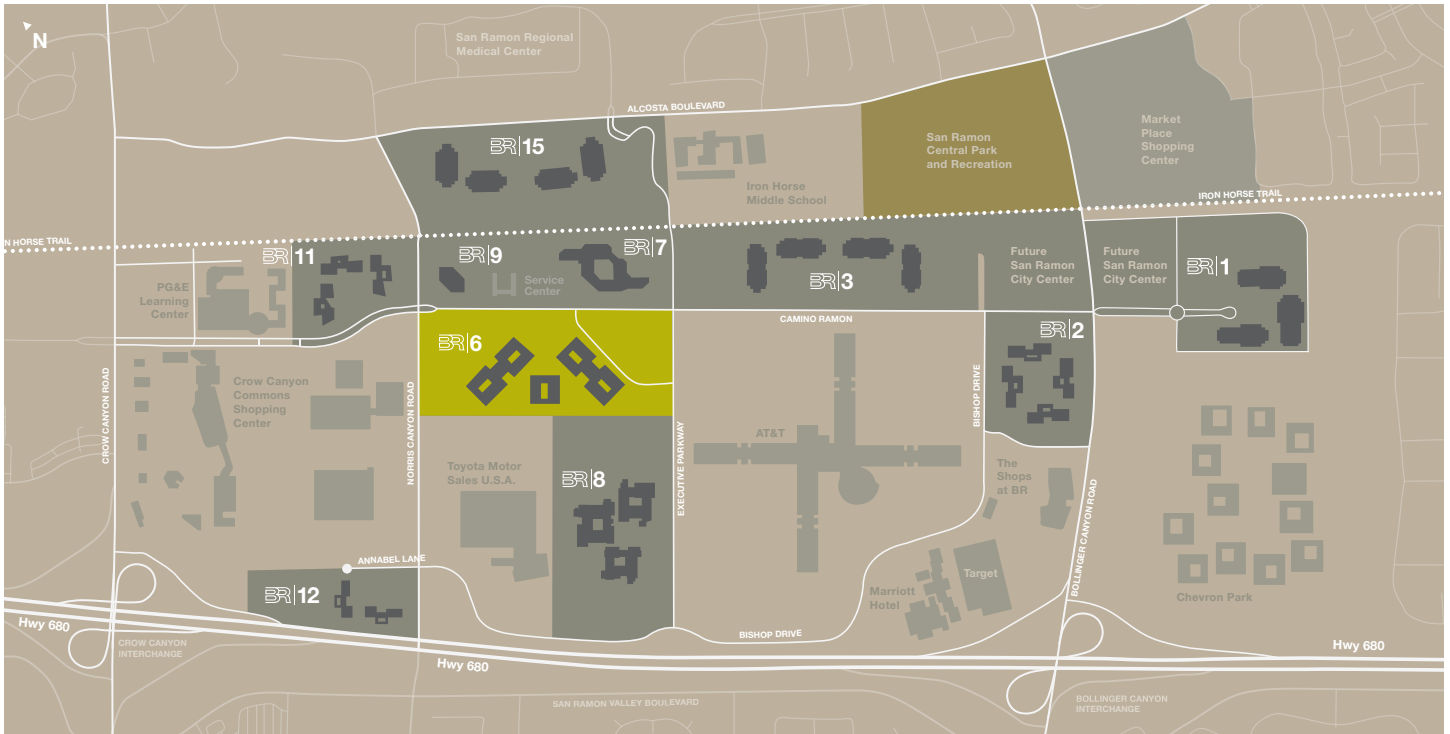 N
San Ramon Regional
Medical Center
ALCOSTA BOULEVARD
BR|15
Iron Horse
Middle School
San Ramon
Central Park
and Recreation
Market
Place
Shopping
Center
IRON HORSE TRAIL
N HORSE TRAIL
BR|11
BR|9
BR|7
Service
Center
BR|3
Future
San Ramon
City Center
Future
San Ramon
City Center
BR|1
PG&E
Learning
Center
CAMINO RAMON
BR|6
BR|2
CROW CANYON ROAD
Crow Canyon
Commons
Shopping
Center
NORRIS CANYON ROAD
EXECUTIVE PARKWAY
BISHOP DRIVE
AT&T
Toyota Motor
Sales U.S.A.
BR|8
The
Shops
at BR
BOLLINGER CANYON ROAD
ANNABEL LANE
BR|12
Marriott
Hotel
Target
Chevron Park
Hwy 680
CROW CANYON
INTERCHANGE
Hwy 680
BISHOP DRIVE
Hwy 680
SAN RAMON VALLEY BOULEVARD
BOLLINGER CANYON
INTERCHANGE